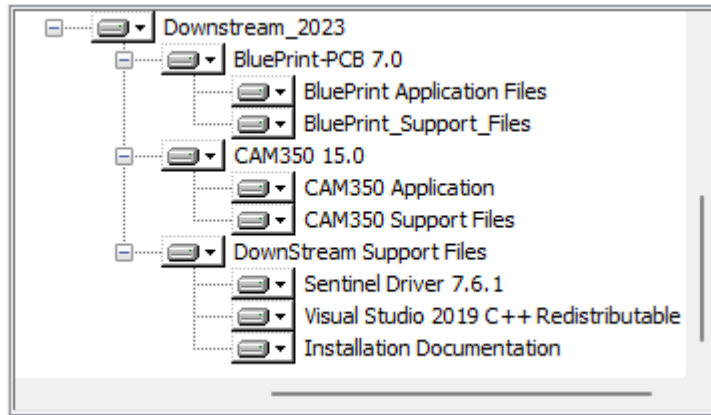 Downstream_2023
BluePrint-PCB 7.0
BluePrint Application Files
BluePrint_Support_Files
CAM350 15.0
CAM350 Application
CAM350 Support Files
DownStream Support Files
Sentinel Driver 7.6.1
Visual Studio 2019 C++ Redistributable
Installation Documentation